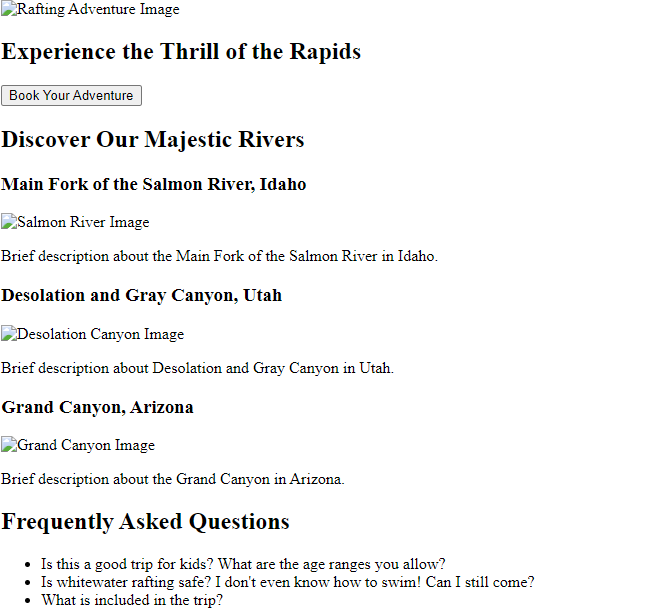 Rafting Adventure Image
Experience the Thrill of the Rapids
Book Your Adventure
Discover Our Majestic Rivers
Main Fork of the Salmon River, Idaho
Salmon River Image
Brief description about the Main Fork of the Salmon River in Idaho.
Desolation and Gray Canyon, Utah
Desolation Canyon Image
Brief description about Desolation and Gray Canyon in Utah.
Grand Canyon, Arizona
Grand Canyon Image
Brief description about the Grand Canyon in Arizona.
Frequently Asked Questions
• Is this a good trip for kids? What are the age ranges you allow?
• Is whitewater rafting safe? I don't even know how to swim! Can I still come?
• What is included in the trip?